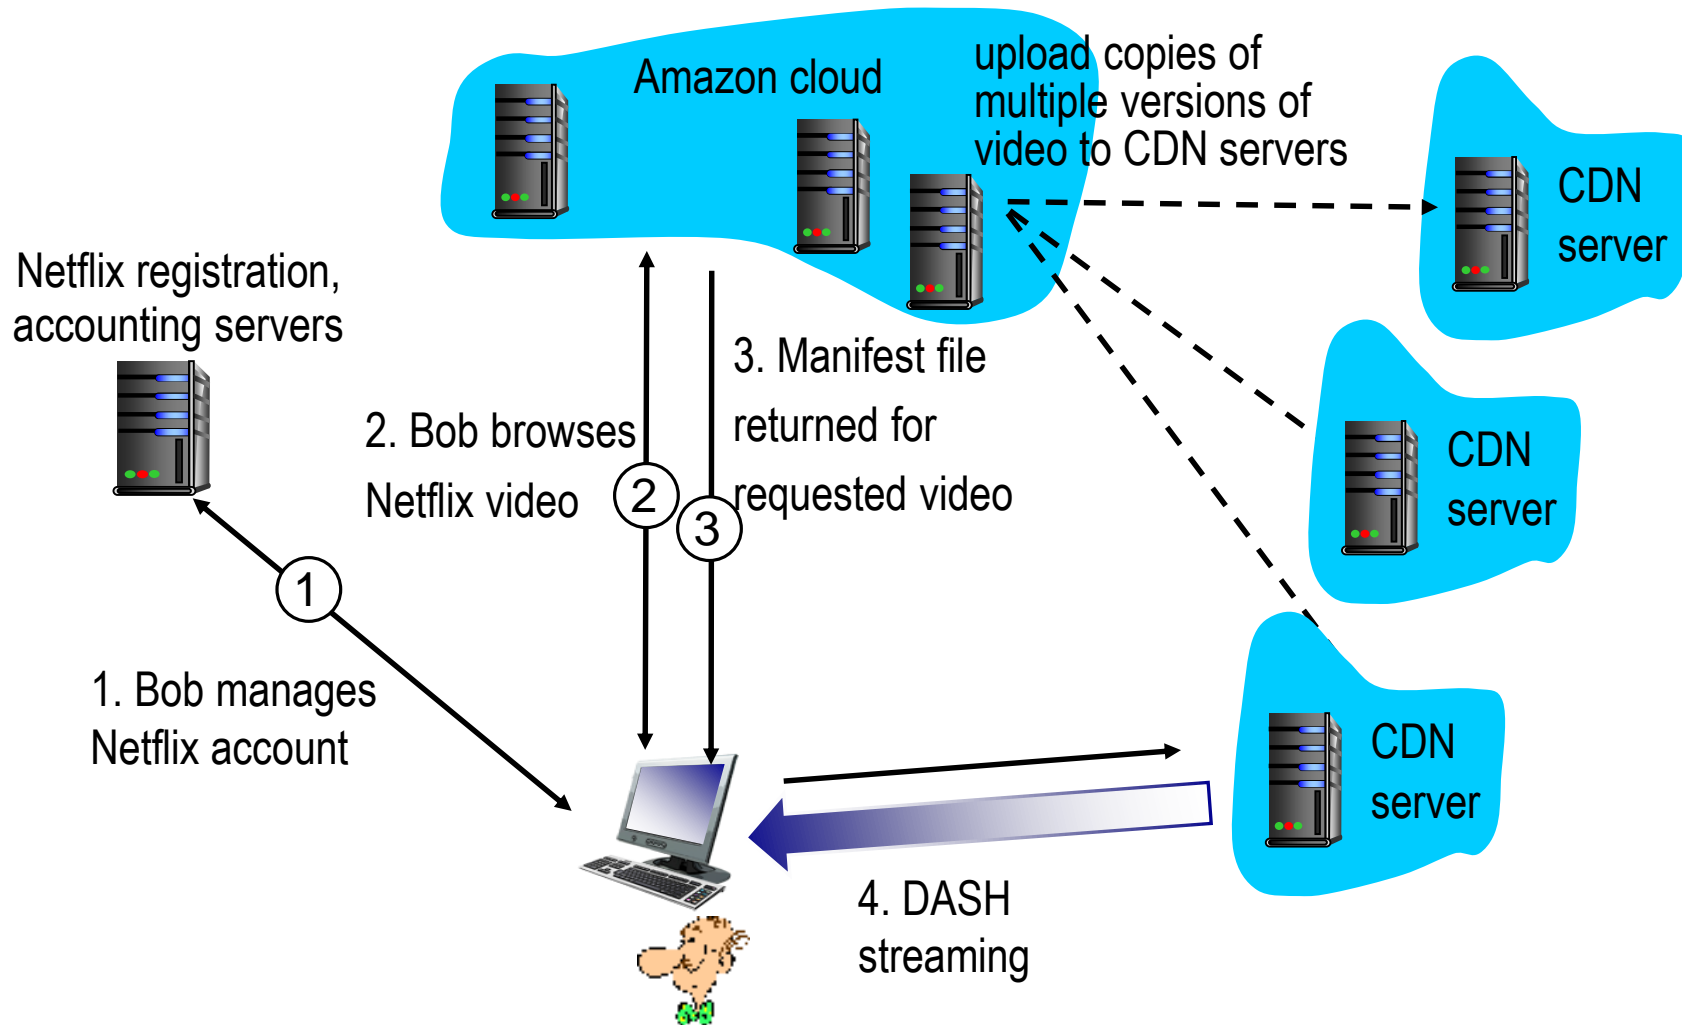 Amazon cloud
upload copies of
multiple versions of
video to CDN servers
CDN
server
Netflix registration,
accounting servers
3. Manifest file
returned for
requested video
2. Bob browses
Netflix video
2
3
CDN
server
1
1. Bob manages
Netflix account
CDN
server
4. DASH
streaming